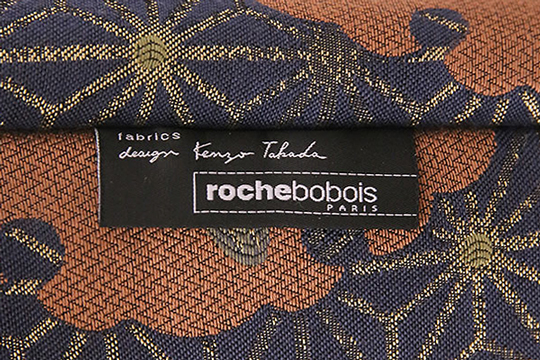 fabrics
design Kenzo Takada
rochebobois
PARIS